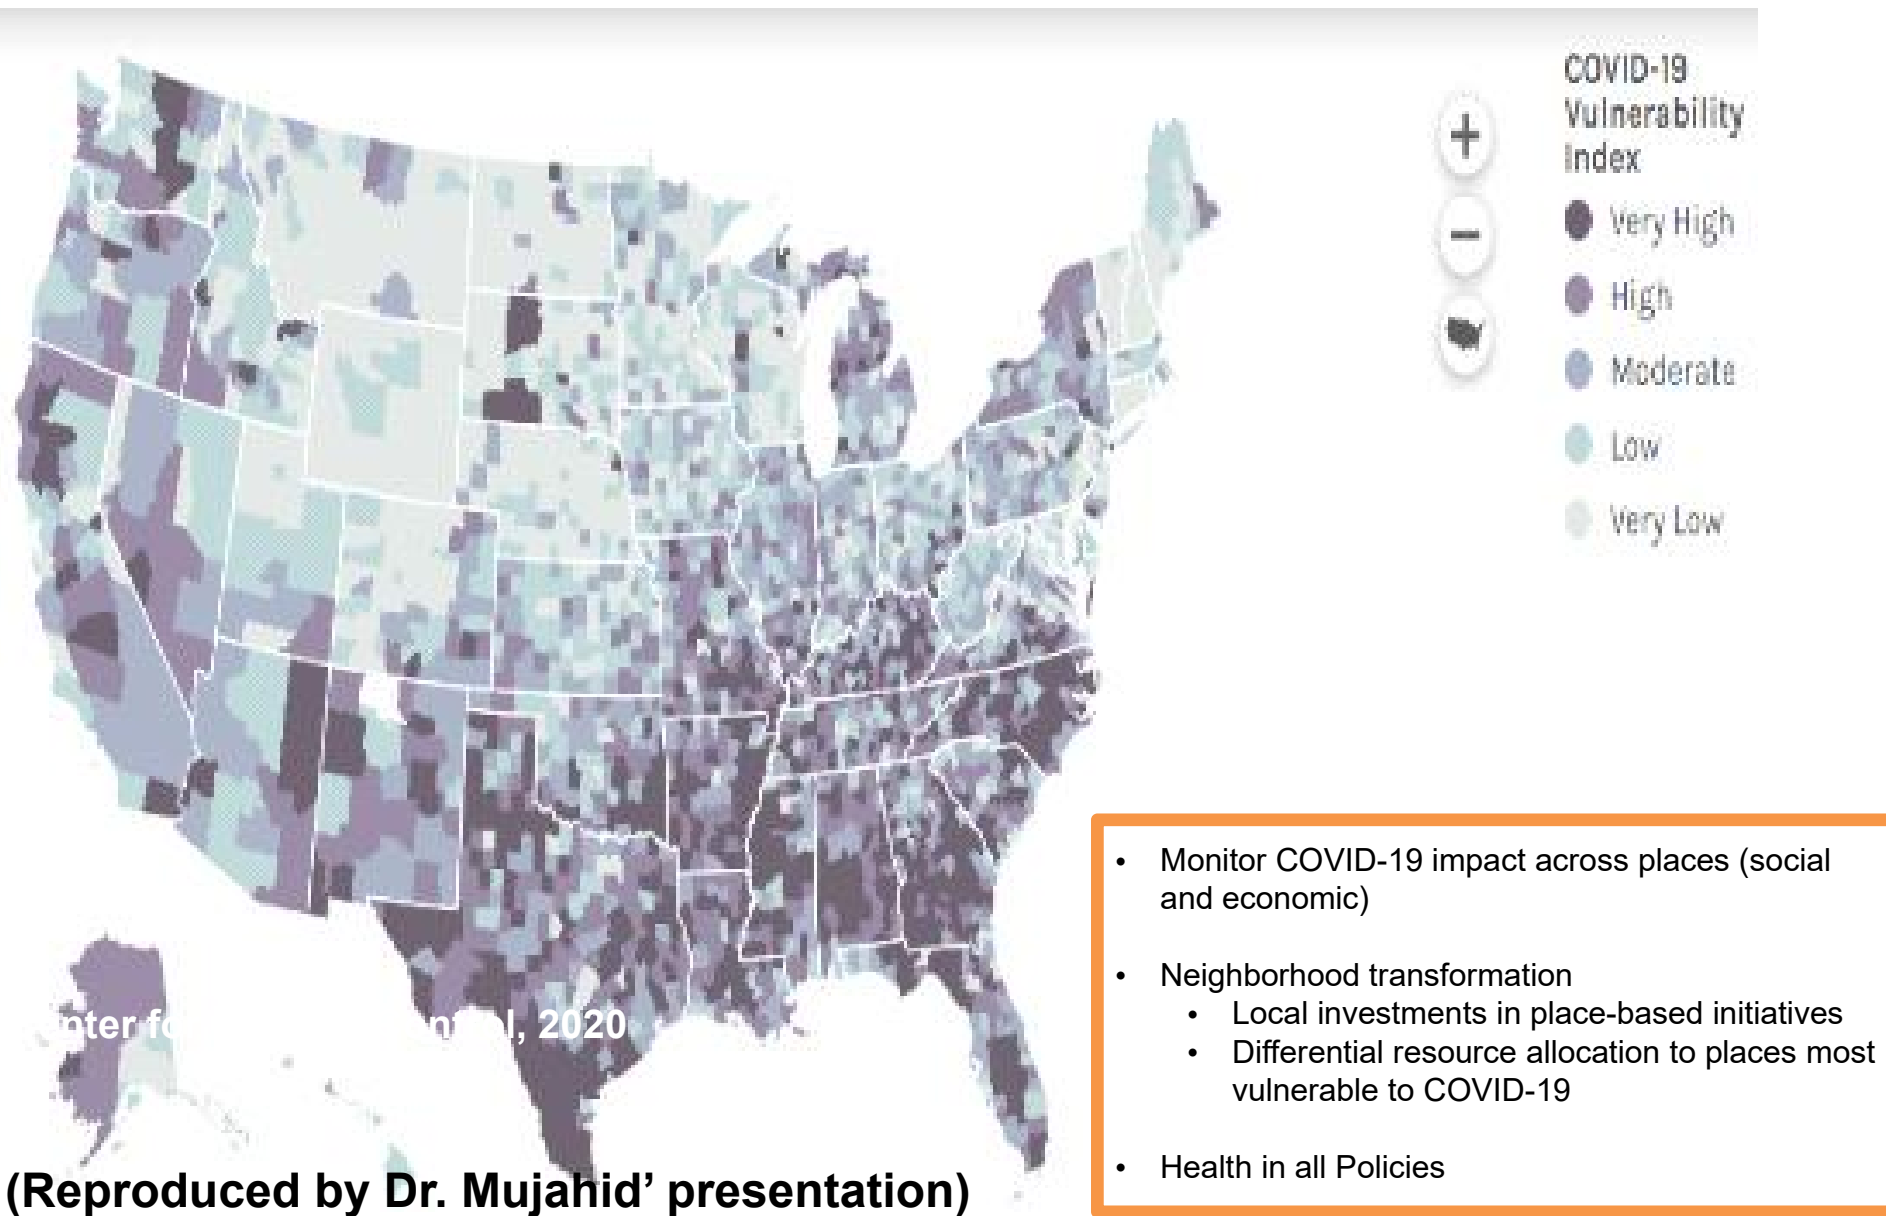 COVID-19
Vulnerability
Index
Very High
High
Moderate
Low
Very Low
• Monitor COVID-19 impact across places (social
and economic)
• Neighborhood transformation
• Local investments in place-based initiatives
• Differential resource allocation to places most
vulnerable to COVID-19
• Health in all Policies
, 2020
(Reproduced by Dr. Mujahid’ presentation)